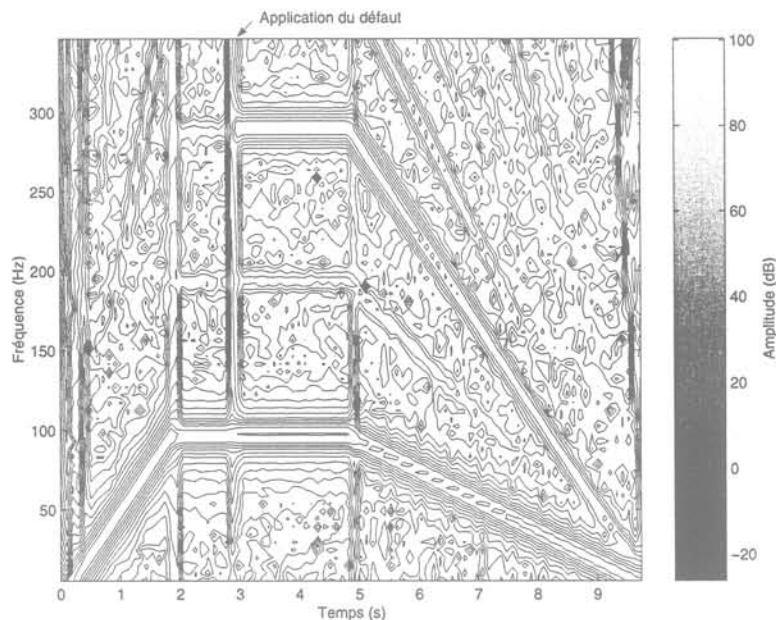 Application du défaut
Fréquence (Hz)
300
250
200
150
100
50
0 1 2 3 4 5 6 7 8 9
Temps (s)
100
80
60
40
20
0
−20
Amplitude (dB)